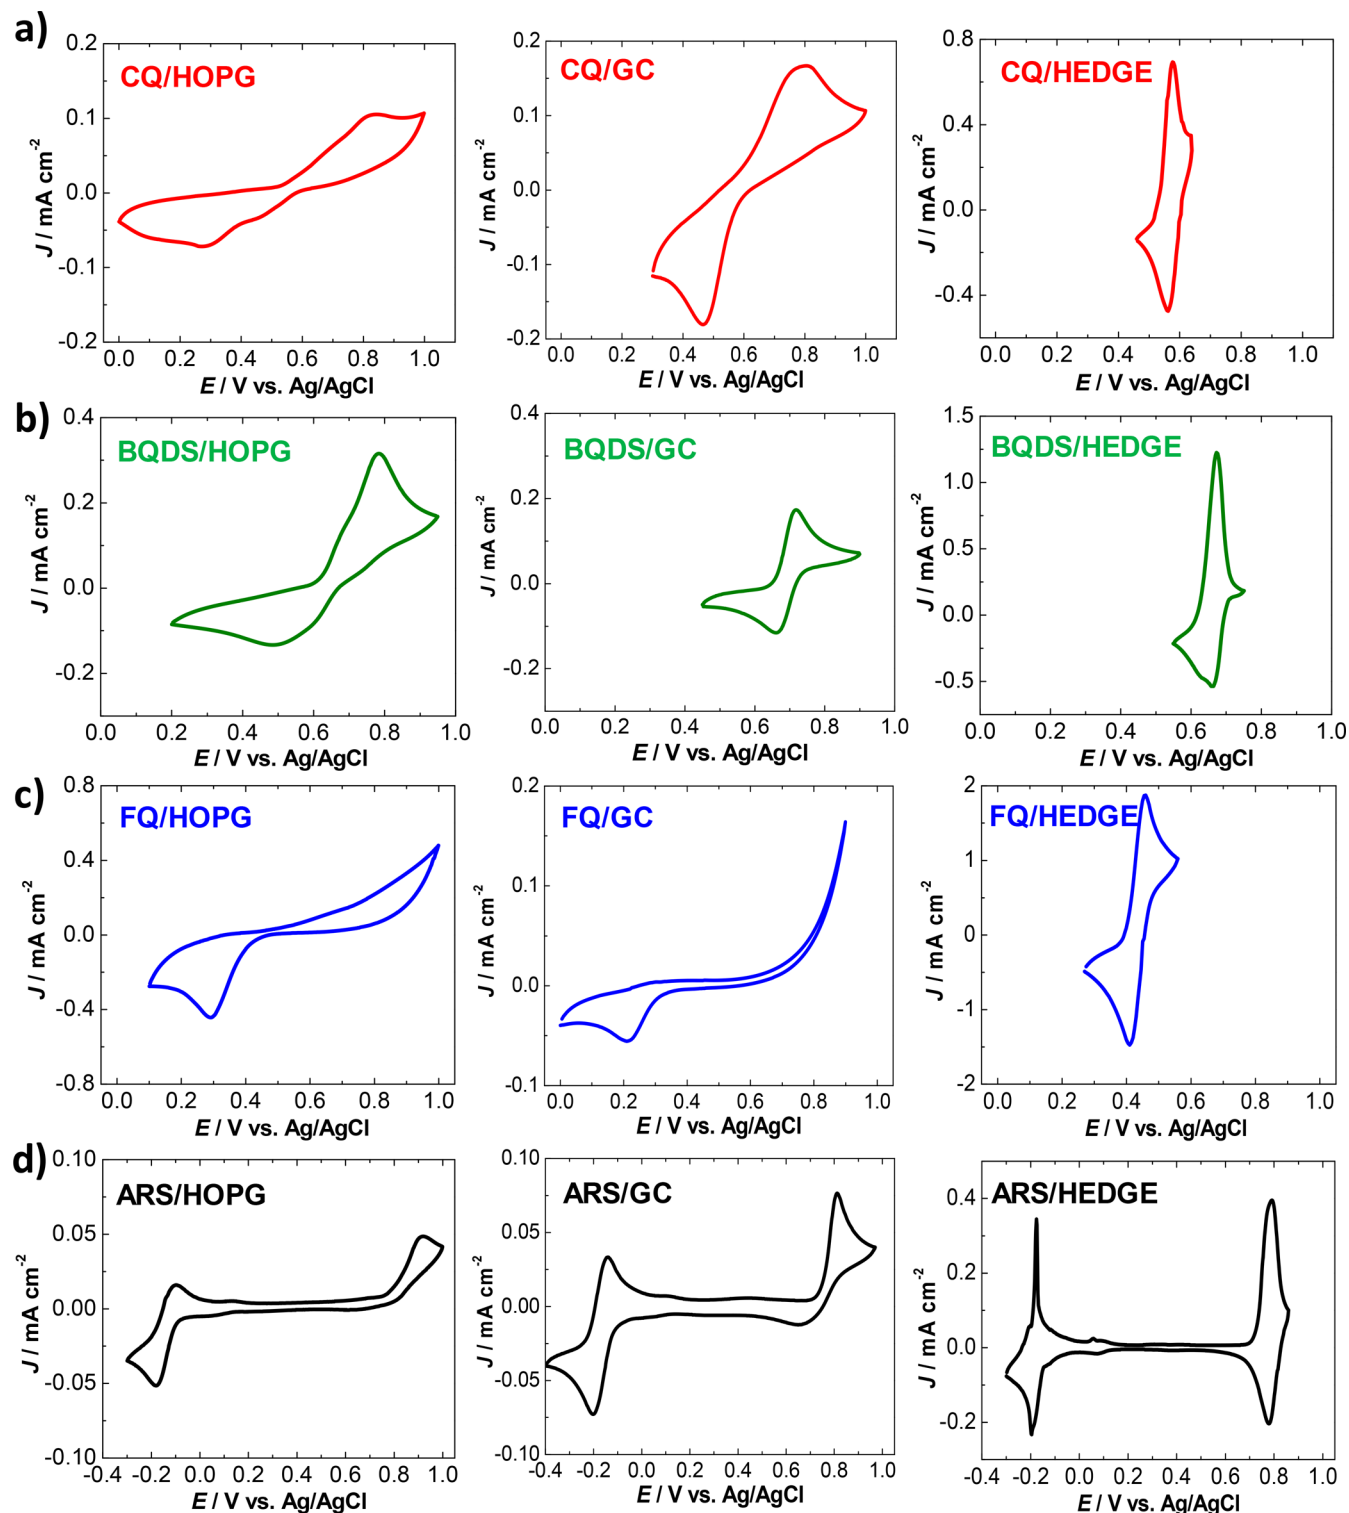 a)
CQ/HOPG
0.2
0.1
0.0
-0.1
-0.2
J / mA cm-2
0.0 0.2 0.4 0.6 0.8 1.0
E / V vs. Ag/AgCl
CQ/GC
0.2
0.1
0.0
-0.1
-0.2
J / mA cm-2
0.0 0.2 0.4 0.6 0.8 1.0
E / V vs. Ag/AgCl
CQ/HEDGE
0.8
0.4
0.0
-0.4
J / mA cm-2
0.0 0.2 0.4 0.6 0.8 1.0
E / V vs. Ag/AgCl
b)
BQDS/HOPG
0.4
0.2
0.0
-0.2
J / mA cm-2
0.0 0.2 0.4 0.6 0.8 1.0
E / V vs. Ag/AgCl
BQDS/GC
0.4
0.2
0.0
-0.2
J / mA cm-2
0.0 0.2 0.4 0.6 0.8 1.0
E / V vs. Ag/AgCl
BQDS/HEDGE
1.5
1.0
0.5
0.0
-0.5
J / mA cm-2
0.0 0.2 0.4 0.6 0.8 1.0
E / V vs. Ag/AgCl
c)
FQ/HOPG
0.8
0.4
0.0
-0.4
-0.8
J / mA cm-2
0.0 0.2 0.4 0.6 0.8 1.0
E / V vs. Ag/AgCl
FQ/GC
0.2
0.1
0.0
-0.1
J / mA cm-2
0.0 0.2 0.4 0.6 0.8 1.0
E / V vs. Ag/AgCl
FQ/HEDGE
2
1
0
-1
-2
J / mA cm-2
0.0 0.2 0.4 0.6 0.8 1.0
E / V vs. Ag/AgCl
d)
ARS/HOPG
0.10
0.05
0.00
-0.05
-0.10
J / mA cm-2
-0.4 -0.2 0.0 0.2 0.4 0.6 0.8 1.0
E / V vs. Ag/AgCl
ARS/GC
0.10
0.05
0.00
-0.05
-0.10
J / mA cm-2
-0.4 -0.2 0.0 0.2 0.4 0.6 0.8 1.0
E / V vs. Ag/AgCl
ARS/HEDGE
0.4
0.2
0.0
-0.2
J / mA cm-2
-0.4 -0.2 0.0 0.2 0.4 0.6 0.8 1.0
E / V vs. Ag/AgCl